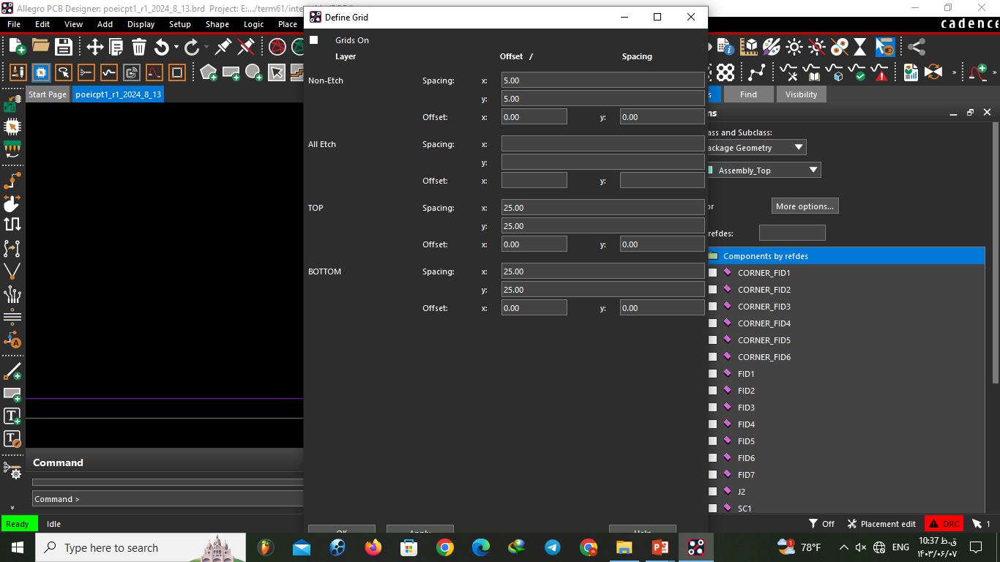 Allegro PCB Designer: poeicpt1_r1_2024_8_13.brd Project: E:.../term61/inte
Define Grid
File Edit View Add Display Setup Shape Logic Place
cadence
Grids On
Layer Offset / Spacing
Start Page poeicpt1_r1_2024_8_13
Find Visibility
Non-Etch Spacing: x: 5.00
y: 5.00
Offset: x: 0.00 y: 0.00
All Etch Spacing: x:
y:
Offset: x: y:
TOP Spacing: x: 25.00
y: 25.00
Offset: x: 0.00 y: 0.00
BOTTOM Spacing: x: 25.00
y: 25.00
Offset: x: 0.00 y: 0.00
OK Apply Help
ns
ass and Subclass:
ackage Geometry
Assembly_Top
or More options...
refdes:
Components by refdes
CORNER_FID1
CORNER_FID2
CORNER_FID3
CORNER_FID4
CORNER_FID5
CORNER_FID6
FID1
FID2
FID3
FID4
FID5
FID6
FID7
J2
SC1
Command
Command >
Ready Idle
Off Placement edit DRC 1
Type here to search
78°F ENG
10:37 ق.ظ
۱۴۰۳/۰۶/۰۷